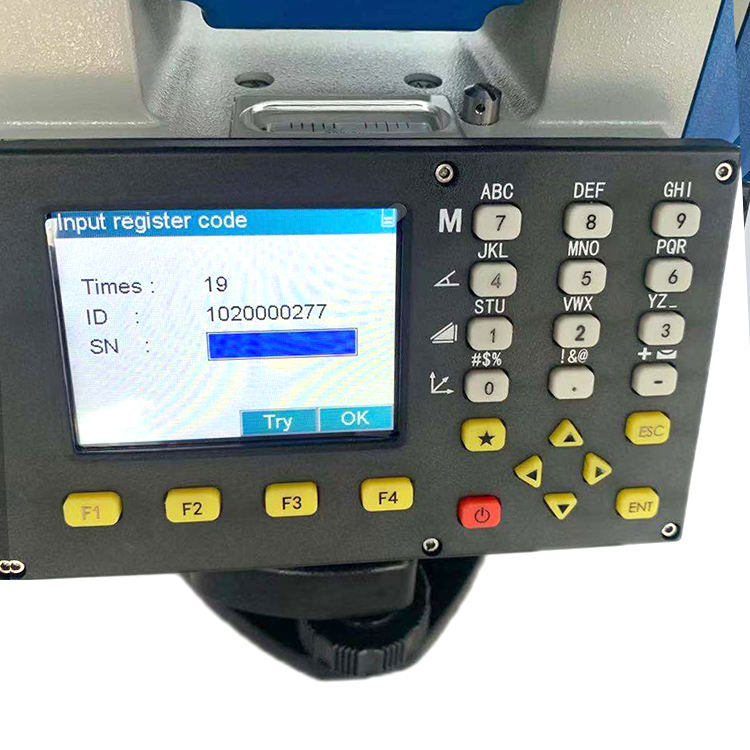 Input register code
Times : 19
ID : 1020000277
SN :
Try OK
ABC DEF GHI
M 7 8 9
JKL MNO PQR
4 5 6
STU VWX YZ_
1 2 3
#$% !&@ +
0 . -
ESC
F1 F2 F3 F4
ENT